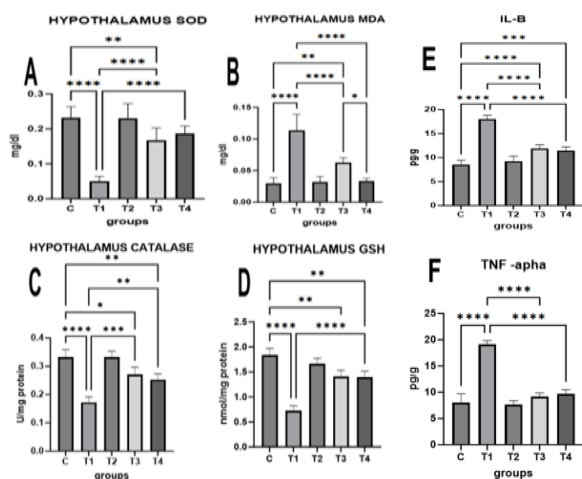 HYPOTHALAMUS SOD
A
**
****
**** ****
0.3
0.2
0.1
0.0
mg/dl
C T1 T2 T3 T4
groups
HYPOTHALAMUS MDA
B
****
**
****
**** *
0.15
0.10
0.05
0.00
mg/dl
C T1 T2 T3 T4
groups
IL-B
E
***
****
****
**** ****
20
15
10
5
0
pg/g
C T1 T2 T3 T4
groups
HYPOTHALAMUS CATALASE
C
**
**
*
**** ***
0.4
0.3
0.2
0.1
0.0
U/mg protein
C T1 T2 T3 T4
groups
HYPOTHALAMUS GSH
D
**
**
**** ****
2.0
1.5
1.0
0.5
0.0
nmol/mg protein
C T1 T2 T3 T4
groups
TNF -apha
F
****
**** ****
25
20
15
10
5
0
pg/g
C T1 T2 T3 T4
groups